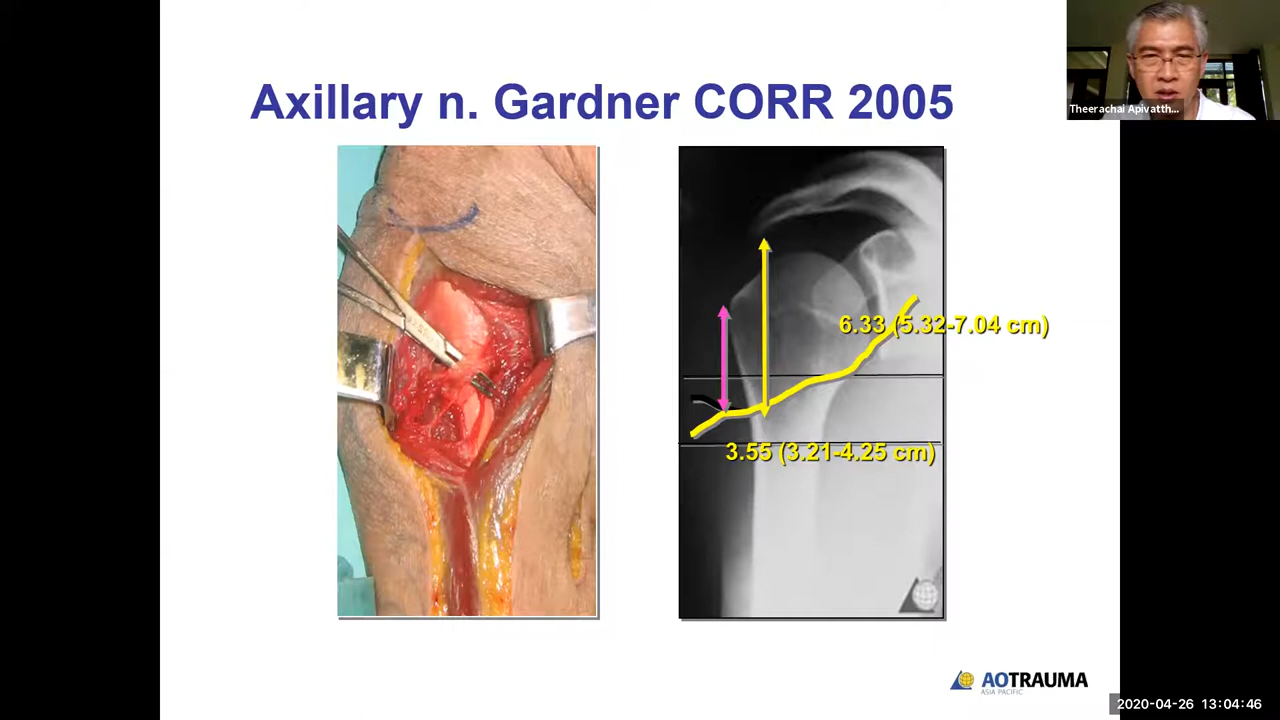 Axillary n. Gardner CORR 2005
Theerachai Apivatth...
6.33 (5.32-7.04 cm)
3.55 (3.21-4.25 cm)
AOTRAUMA
ASIA PACIFIC
2020-04-26 13:04:46